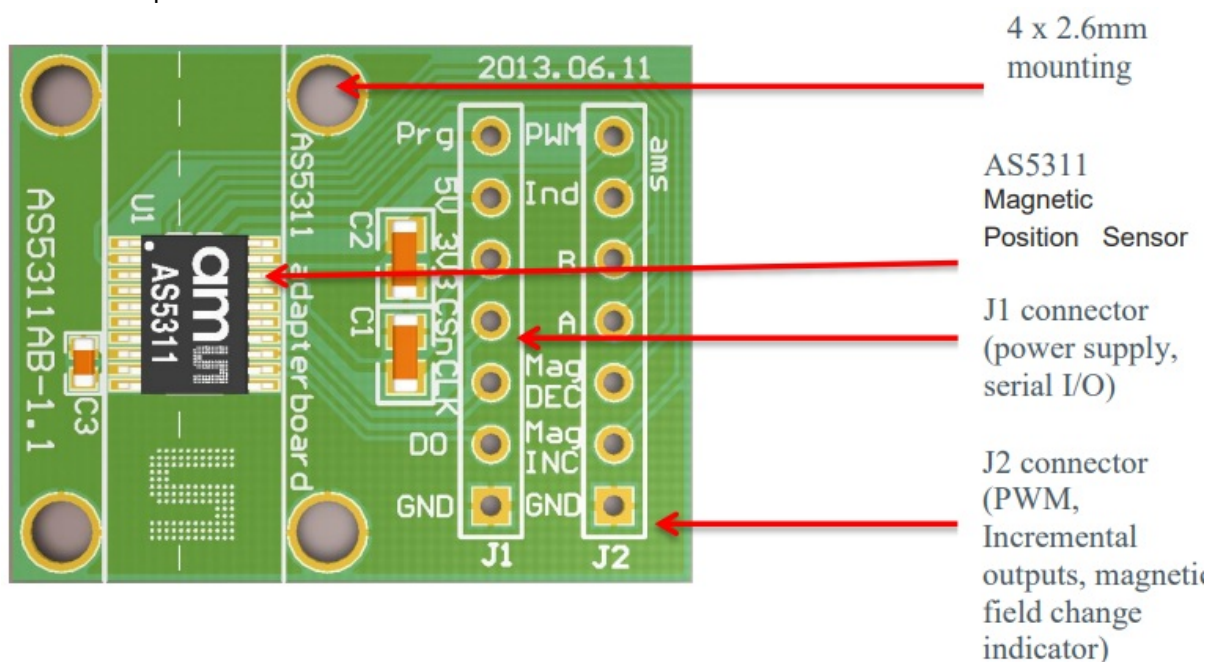 4 x 2.6mm
mounting
2013.06.11
Prg
PWM
ams
5V
Ind
3V3
B
CSn
A
CLK
Mag
DEC
DO
Mag
INC
GND
GND
J1
J2
C2
C1
C3
U1
AS5311 adapterboard
AS5311AB-1.1
ams
AS5311
AS5311
Magnetic
Position Sensor
J1 connector
(power supply,
serial I/O)
J2 connector
(PWM,
Incremental
outputs, magnetic
field change
indicator)